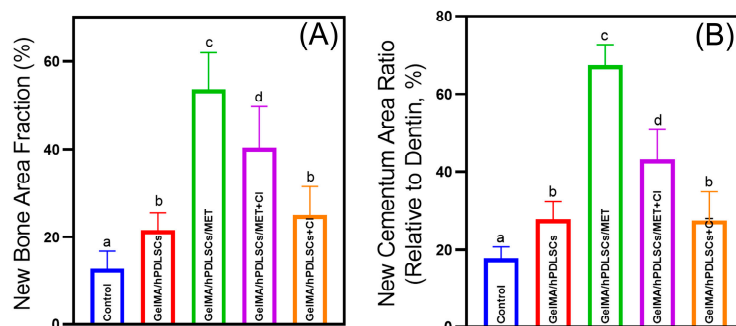 (A)
New Bone Area Fraction (%)
60
40
20
0
a
b
c
d
b
Control
GelMA/hPDLSCs
GelMA/hPDLSCs/MET
GelMA/hPDLSCs/MET+CI
GelMA/hPDLSCs+CI
(B)
New Cementum Area Ratio
(Relative to Dentin, %)
80
60
40
20
0
a
b
c
d
b
Control
GelMA/hPDLSCs
GelMA/hPDLSCs/MET
GelMA/hPDLSCs/MET+CI
GelMA/hPDLSCs+CI